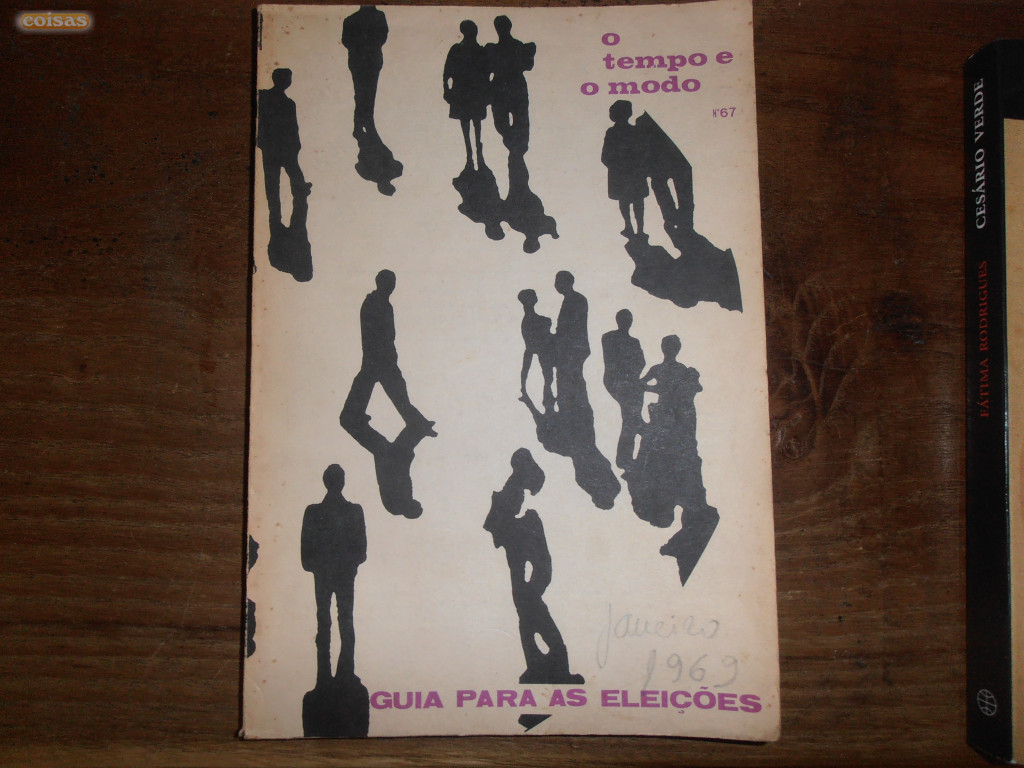 coisas
o
tempo e
o modo
Nº67
Janeiro
1969
GUIA PARA AS ELEIÇÕES
FÁTIMA RODRIGUES CESÁRIO VERDE